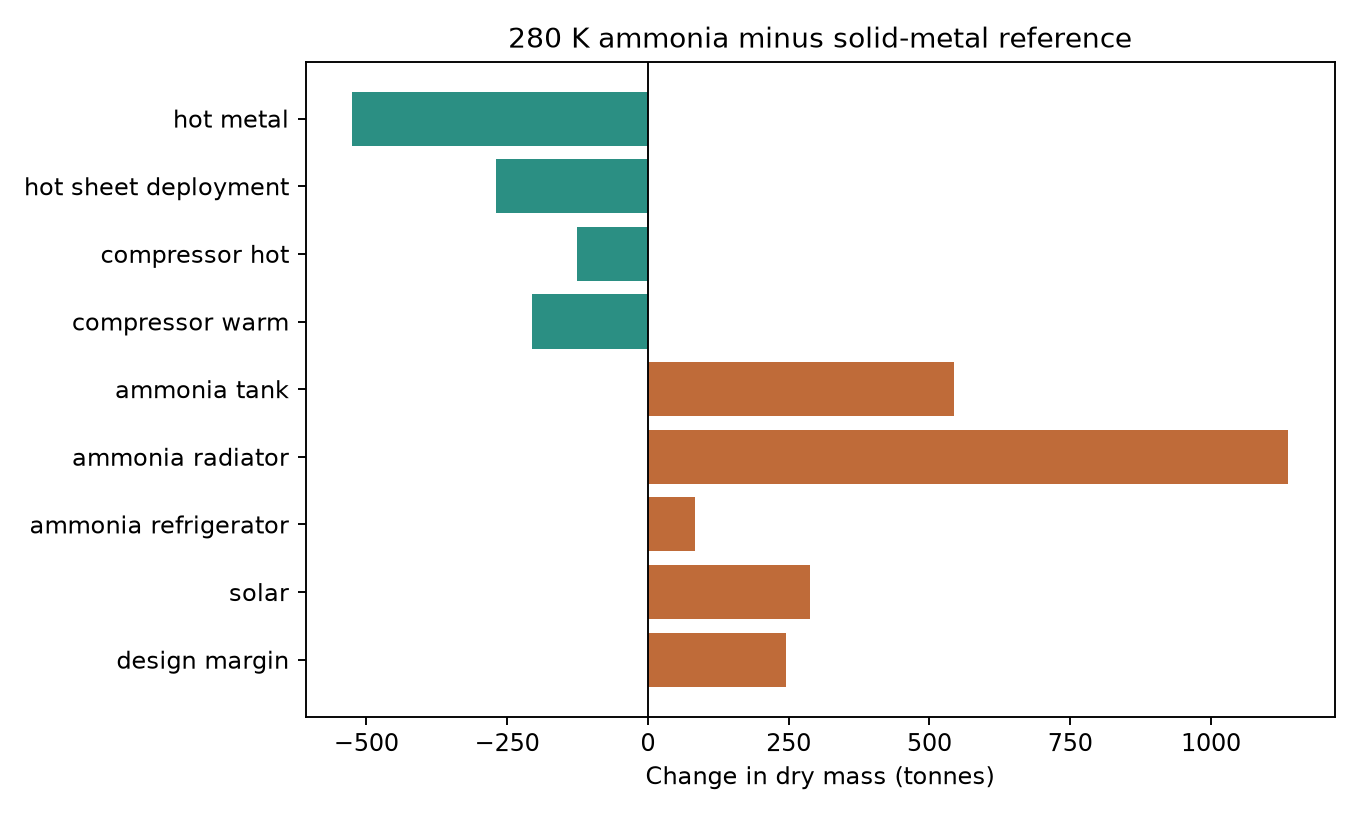 280 K ammonia minus solid-metal reference
hot metal
hot sheet deployment
compressor hot
compressor warm
ammonia tank
ammonia radiator
ammonia refrigerator
solar
design margin
−500 −250 0 250 500 750 1000
Change in dry mass (tonnes)